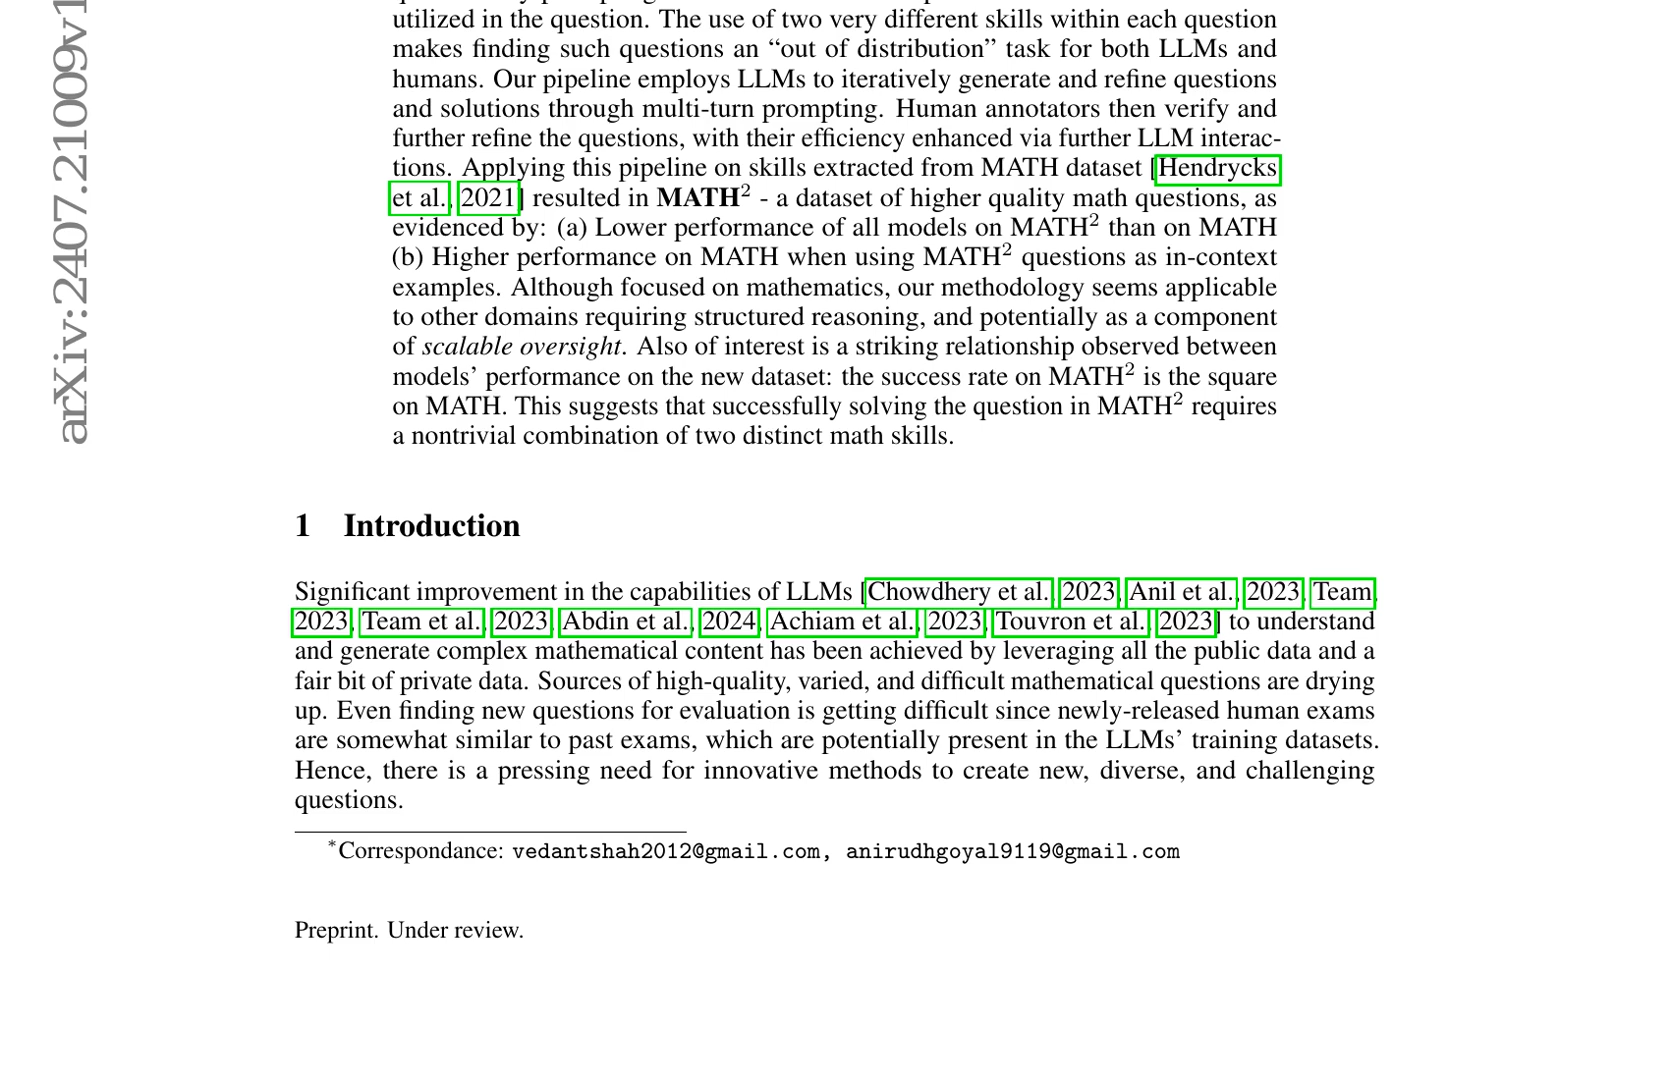 utilized in the question. The use of two very different skills within each question
makes finding such questions an “out of distribution” task for both LLMs and
humans. Our pipeline employs LLMs to iteratively generate and refine questions
and solutions through multi-turn prompting. Human annotators then verify and
further refine the questions, with their efficiency enhanced via further LLM interac-
tions. Applying this pipeline on skills extracted from MATH dataset [Hendrycks
et al., 2021] resulted in MATH² - a dataset of higher quality math questions, as
evidenced by: (a) Lower performance of all models on MATH² than on MATH
(b) Higher performance on MATH when using MATH² questions as in-context
examples. Although focused on mathematics, our methodology seems applicable
to other domains requiring structured reasoning, and potentially as a component
of scalable oversight. Also of interest is a striking relationship observed between
models’ performance on the new dataset: the success rate on MATH² is the square
on MATH. This suggests that successfully solving the question in MATH² requires
a nontrivial combination of two distinct math skills.
1 Introduction
Significant improvement in the capabilities of LLMs [Chowdhery et al., 2023, Anil et al., 2023, Team,
2023, Team et al., 2023, Abdin et al., 2024, Achiam et al., 2023, Touvron et al., 2023] to understand
and generate complex mathematical content has been achieved by leveraging all the public data and a
fair bit of private data. Sources of high-quality, varied, and difficult mathematical questions are drying
up. Even finding new questions for evaluation is getting difficult since newly-released human exams
are somewhat similar to past exams, which are potentially present in the LLMs’ training datasets.
Hence, there is a pressing need for innovative methods to create new, diverse, and challenging
questions.
*Correspondance: vedantshah2012@gmail.com, anirudhgoyal9119@gmail.com
Preprint. Under review.
arXiv:2407.21009v1